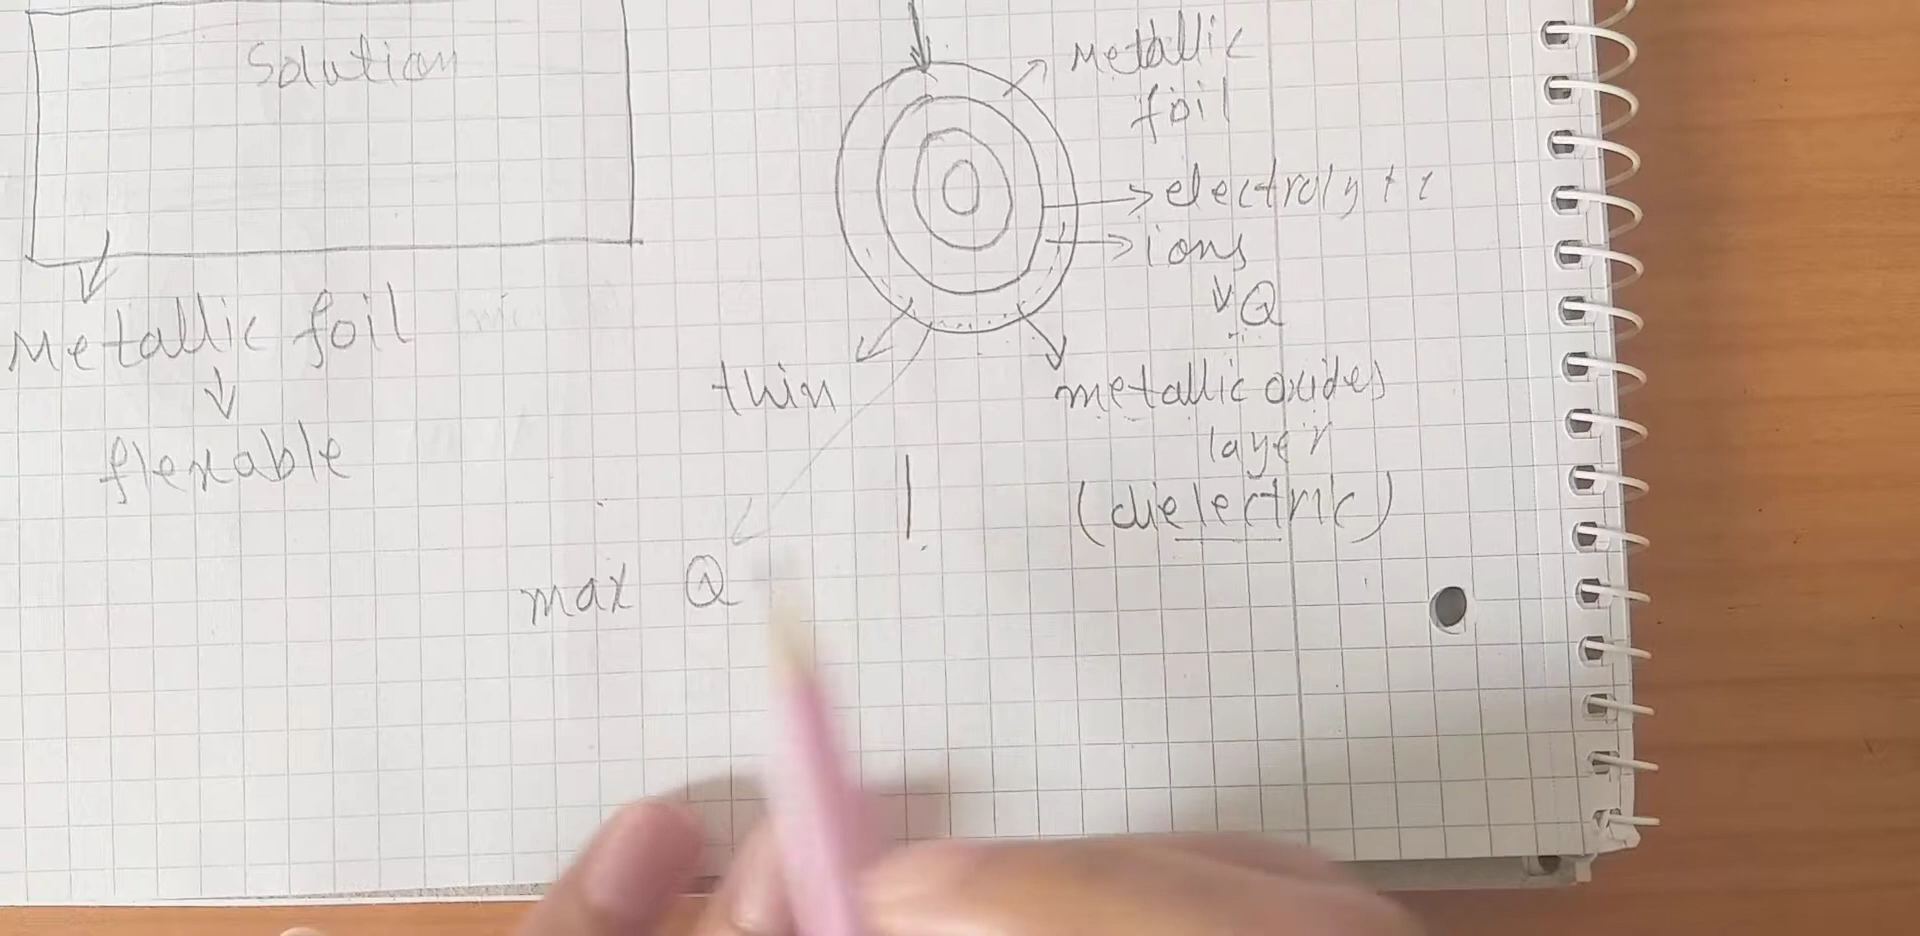 Solution
Metallic foil
flexable
Metallic
foil
electrolyte
ions
Q
thin
metallic oxides
layer
(dielectric)
max Q